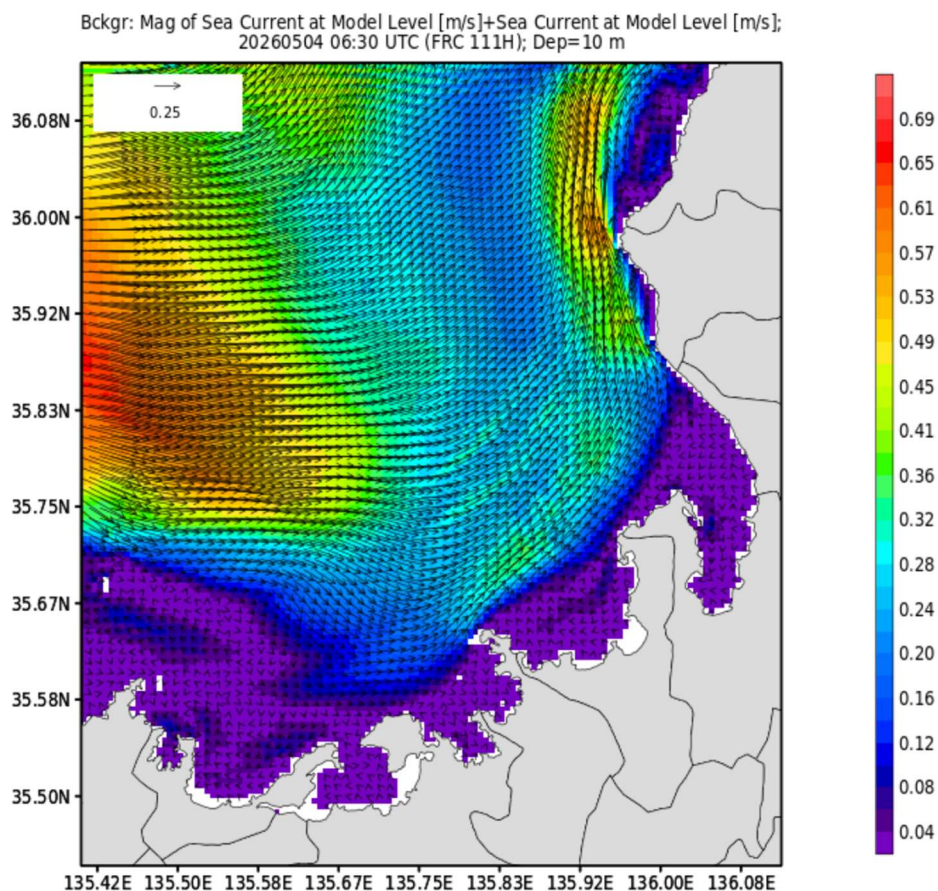 Bckgr: Mag of Sea Current at Model Level [m/s]+Sea Current at Model Level [m/s];
20260504 06:30 UTC (FRC 111H); Dep=10 m
0.25
36.08N
36.00N
35.92N
35.83N
35.75N
35.67N
35.58N
35.50N
135.42E 135.50E 135.58E 135.67E 135.75E 135.83E 135.92E 136.00E 136.08E
0.69
0.65
0.61
0.57
0.53
0.49
0.45
0.41
0.36
0.32
0.28
0.24
0.20
0.16
0.12
0.08
0.04